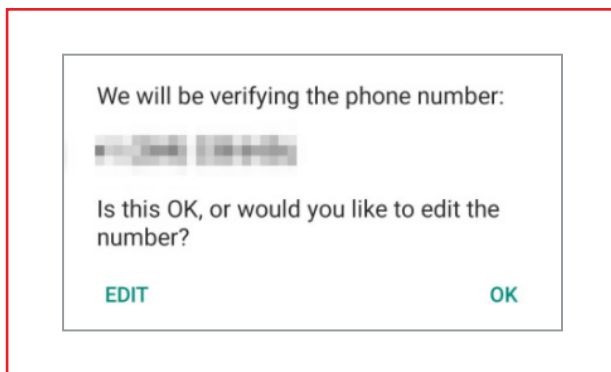 We will be verifying the phone number:
Is this OK, or would you like to edit the
number?
EDIT OK